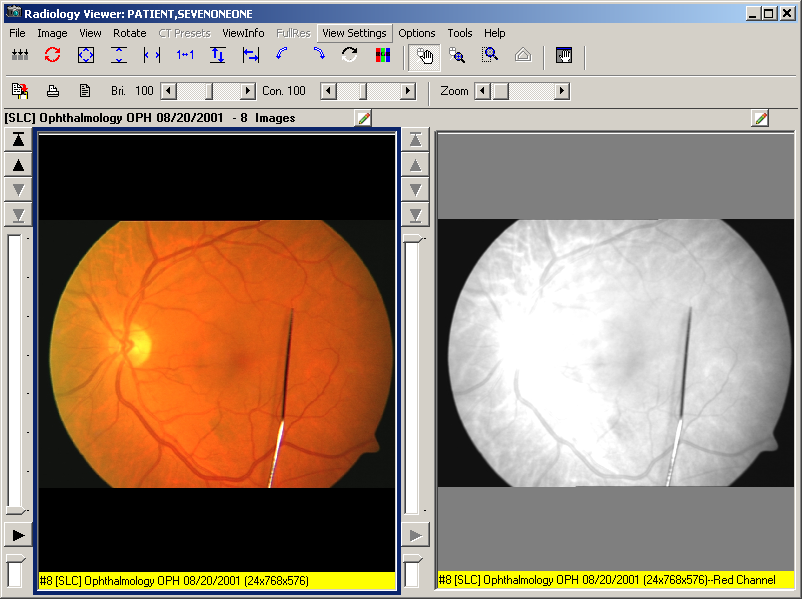 Radiology Viewer: PATIENT,SEVENONEONE
File Image View Rotate CT Presets ViewInfo FullRes View Settings Options Tools Help
1↔1
Bri. 100 Con. 100 Zoom
[SLC] Ophthalmology OPH 08/20/2001 - 8 Images
#8 [SLC] Ophthalmology OPH 08/20/2001 (24x768x576)
#8 [SLC] Ophthalmology OPH 08/20/2001 (24x768x576)--Red Channel